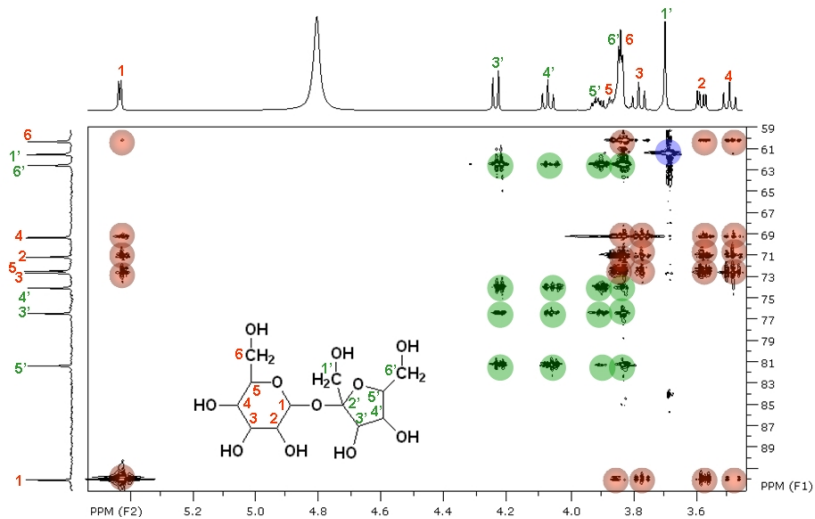 1'
6' 6
1 3' 4' 5' 5 3 2 4
6
1'
6'
4
2
5
3
4'
3'
5'
1
59
61
63
65
67
69
71
73
75
77
79
81
83
85
87
89
PPM (F1)
OH
6 CH2
5
O
4
HO
3
OH
2
OH
1
O
OH
1'
H2C
2'
O
OH
6'
CH2
5'
4'
3'
OH
HO
PPM (F2) 5.2 5.0 4.8 4.6 4.4 4.2 4.0 3.8 3.6